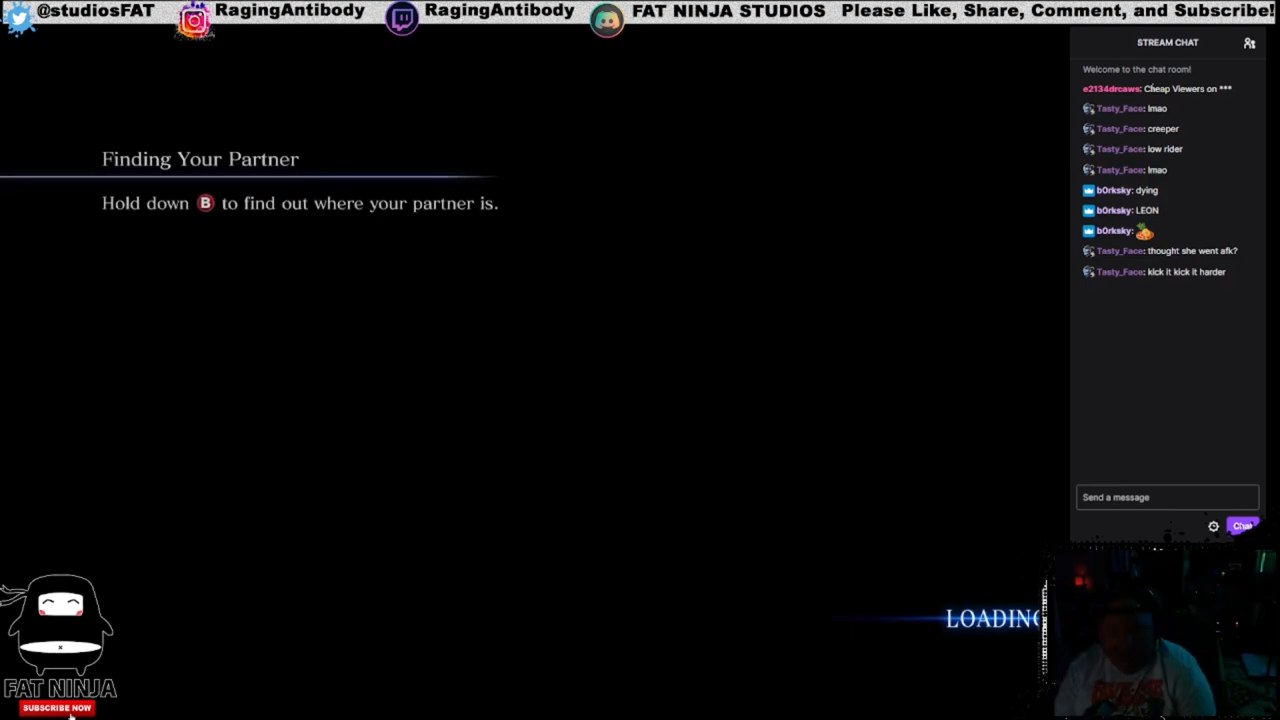 @studiosFAT RagingAntibody RagingAntibody FAT NINJA STUDIOS Please Like, Share, Comment, and Subscribe!
STREAM CHAT
Welcome to the chat room!
e2134drcaws: Cheap Viewers on ***
Tasty_Face: lmao
Tasty_Face: creeper
Tasty_Face: low rider
Tasty_Face: lmao
b0rksky: dying
b0rksky: LEON
b0rksky:
Tasty_Face: thought she went afk?
Tasty_Face: kick it kick it harder
Send a message
Chat
Finding Your Partner
Hold down B to find out where your partner is.
LOADING
FAT NINJA
SUBSCRIBE NOW